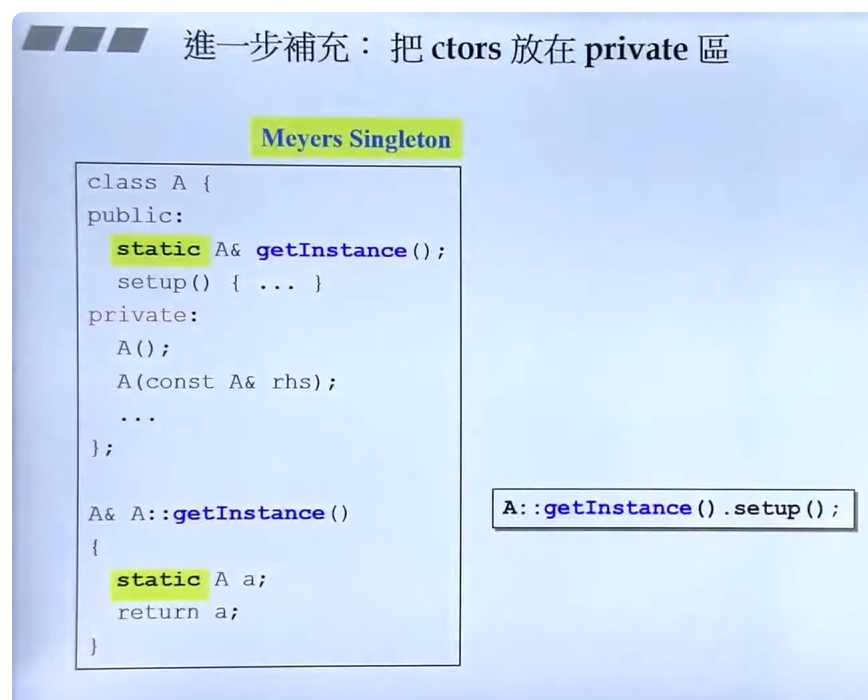 進一步補充： 把 ctors 放在 private 區
Meyers Singleton
class A {
public:
static A& getInstance();
setup() { ... }
private:
A();
A(const A& rhs);
...
};
A& A::getInstance()
{
static A a;
return a;
}
A::getInstance().setup();